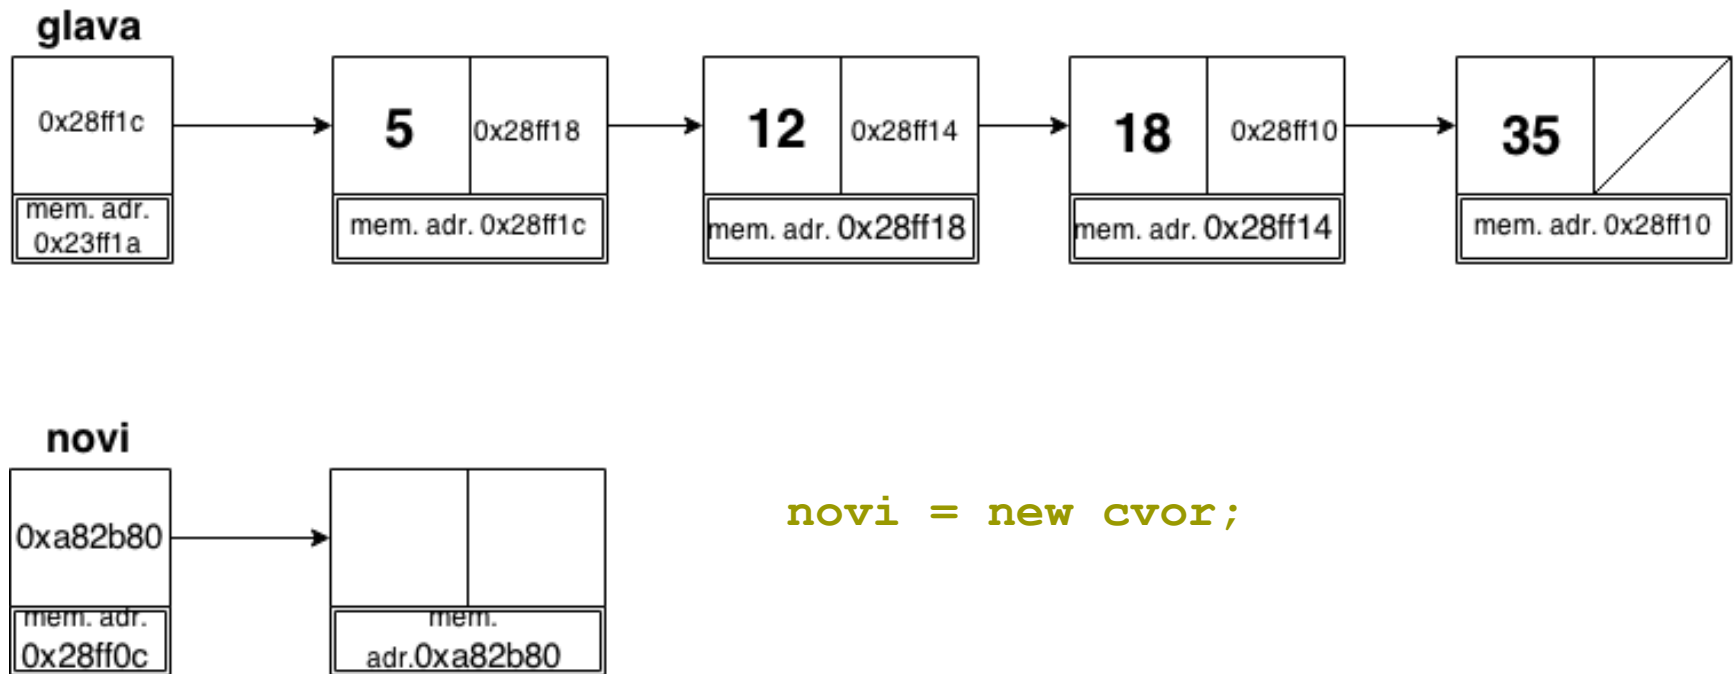 glava
0x28ff1c
5
0x28ff18
12
0x28ff14
18
0x28ff10
35
mem. adr.
0x23ff1a
mem. adr. 0x28ff1c
mem. adr. 0x28ff18
mem. adr. 0x28ff14
mem. adr. 0x28ff10
novi
0xa82b80
novi = new cvor;
mem. adr.
0x28ff0c
mem.
adr.0xa82b80